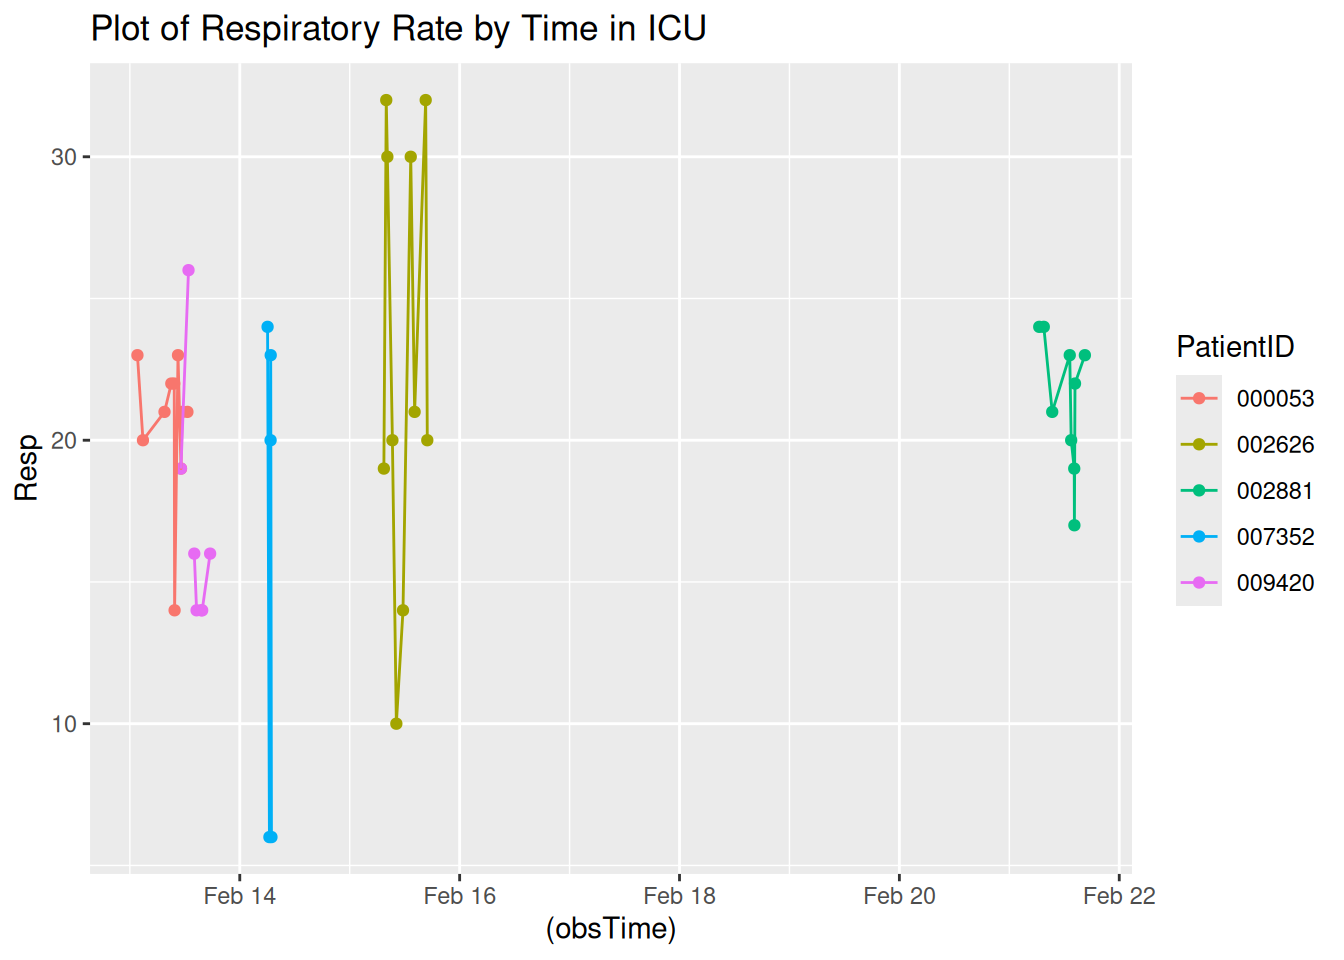 Plot of Respiratory Rate by Time in ICU
30
20
10
Resp
Feb 14
Feb 16
Feb 18
Feb 20
Feb 22
(obsTime)
PatientID
000053
002626
002881
007352
009420